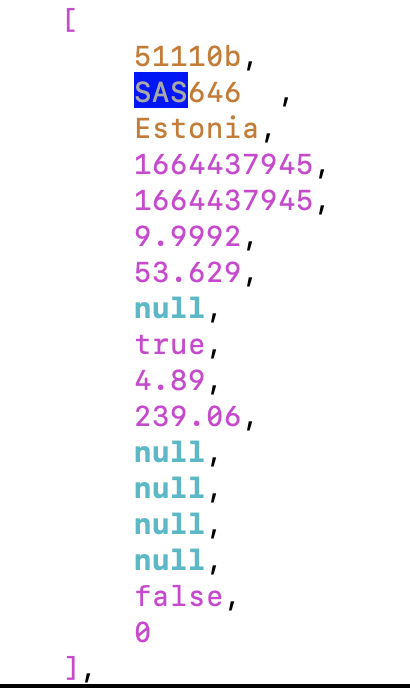 [
51110b,
SAS646  ,
Estonia,
1664437945,
1664437945,
9.9992,
53.629,
null,
true,
4.89,
239.06,
null,
null,
null,
null,
false,
0
],